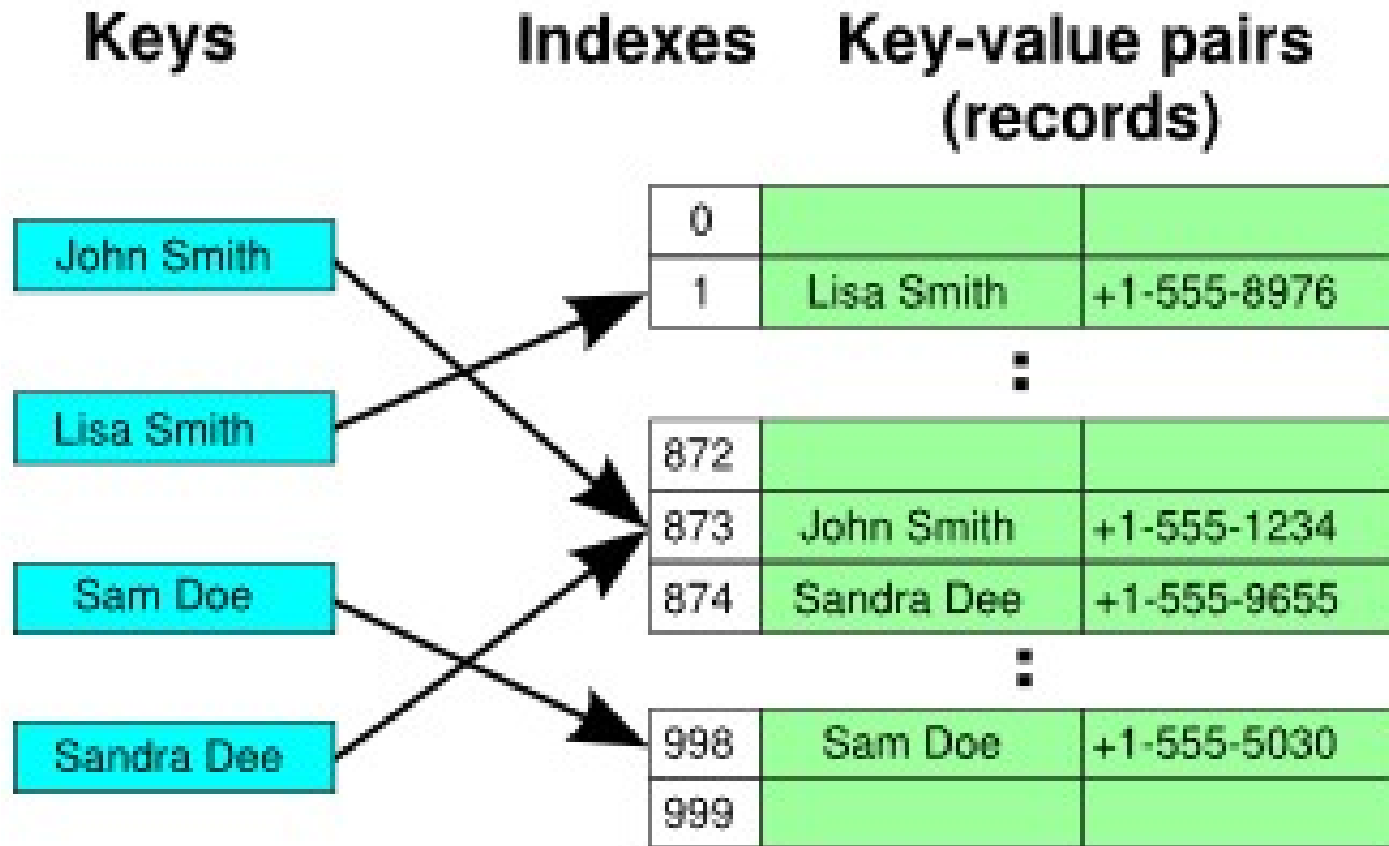 Keys
Indexes
Key-value pairs
(records)
John Smith
Lisa Smith
Sam Doe
Sandra Dee
0
1 Lisa Smith +1-555-8976
:
872
873 John Smith +1-555-1234
874 Sandra Dee +1-555-9655
:
998 Sam Doe +1-555-5030
999